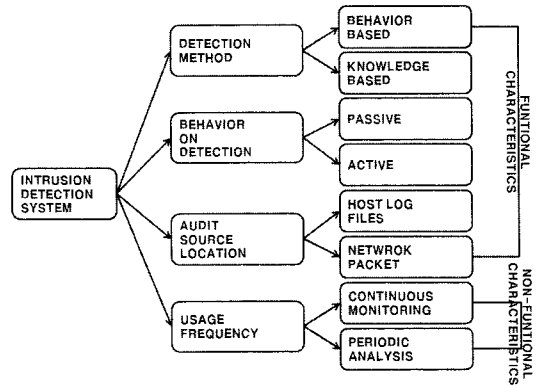 INTRUSION
DETECTION
SYSTEM
DETECTION
METHOD
BEHAVIOR
BASED
KNOWLEDGE
BASED
BEHAVIOR
ON
DETECTION
PASSIVE
ACTIVE
AUDIT
SOURCE
LOCATION
HOST LOG
FILES
NETWROK
PACKET
USAGE
FREQUENCY
CONTINUOUS
MONITORING
PERIODIC
ANALYSIS
FUNTIONAL
CHARACTERISTICS
NON-FUNTIONAL
CHARACTERISTICS